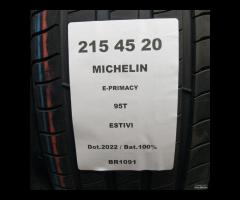 215 45 20
MICHELIN
E-PRIMACY
95T
ESTIVI
Dot.2022 / Bat.100%
BR1091